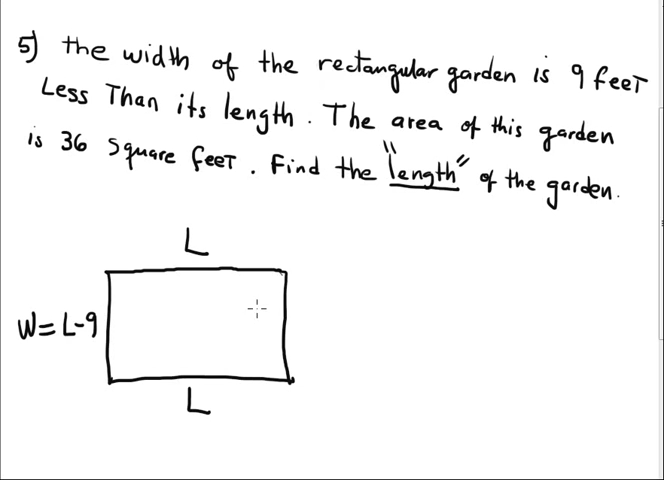 5) the width of the rectangular garden is 9 feet
Less Than its length. The area of this garden
is 36 square feet. Find the "length" of the garden.
L
W=L-9
L